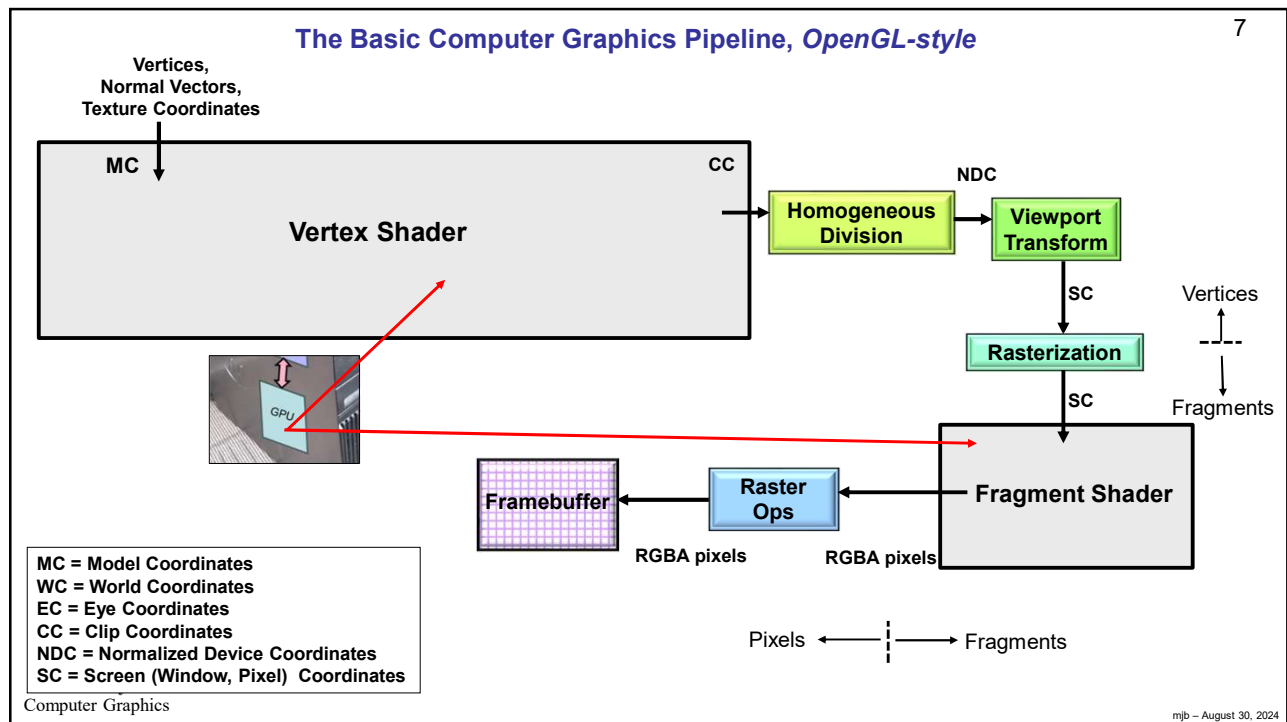 7
The Basic Computer Graphics Pipeline, OpenGL-style
Vertices,
Normal Vectors,
Texture Coordinates
MC
CC
Vertex Shader
Homogeneous
Division
NDC
Viewport
Transform
SC
Vertices
Rasterization
Fragments
SC
GPU
Fragment Shader
Raster
Ops
Framebuffer
RGBA pixels
RGBA pixels
MC = Model Coordinates
WC = World Coordinates
EC = Eye Coordinates
CC = Clip Coordinates
NDC = Normalized Device Coordinates
SC = Screen (Window, Pixel) Coordinates
Pixels
Fragments
Computer Graphics
mjb – August 30, 2024